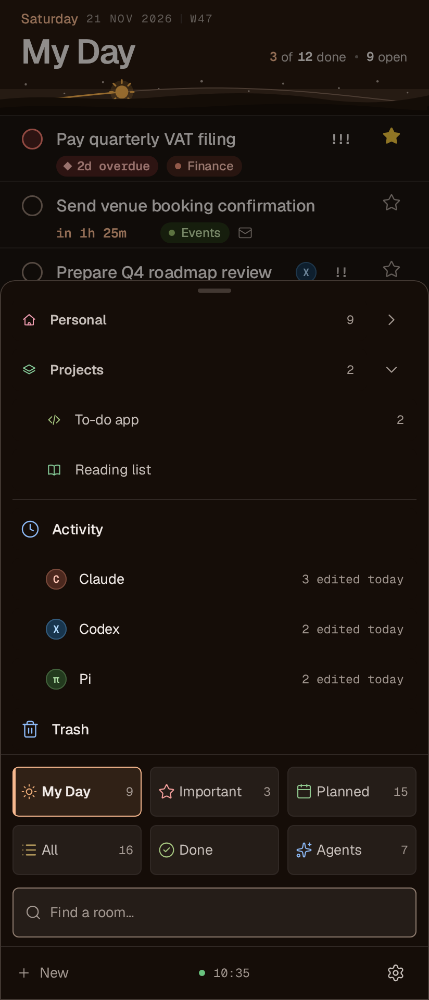 Saturday 21 NOV 2026 | W47
My Day
3 of 12 done • 9 open
Pay quarterly VAT filing !!!
◆ 2d overdue • Finance
Send venue booking confirmation
in 1h 25m • Events
Prepare Q4 roadmap review X !!
Personal 9
Projects 2
To-do app 2
Reading list
Activity
C Claude 3 edited today
X Codex 2 edited today
π Pi 2 edited today
Trash
My Day 9 Important 3 Planned 15
All 16 Done Agents 7
Find a room…
+ New • 10:35